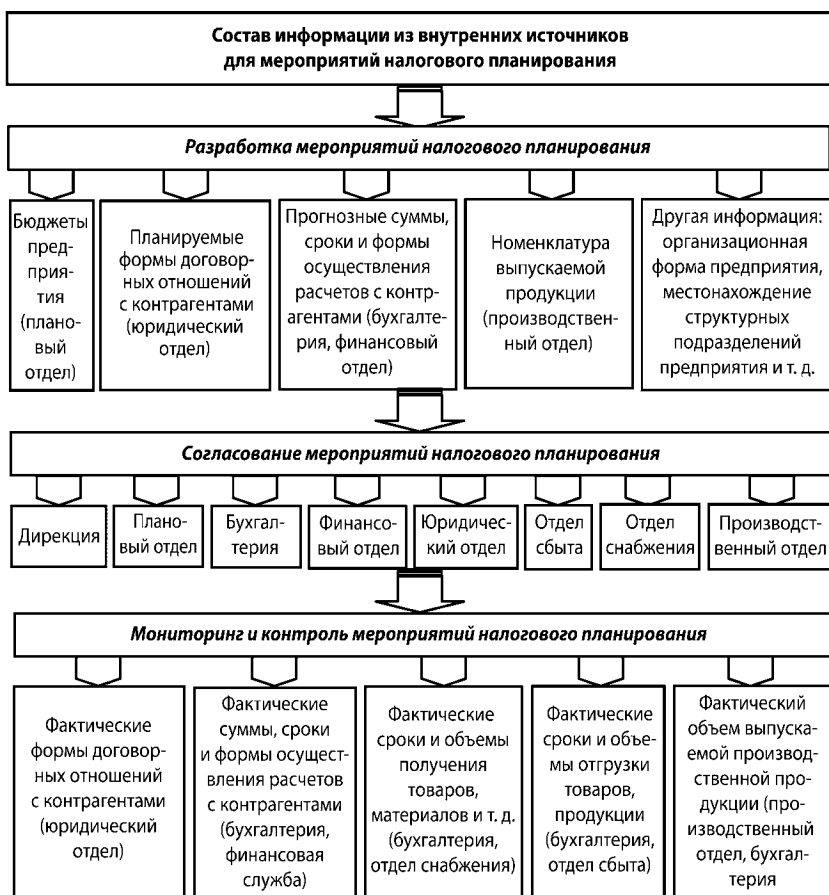 Состав информации из внутренних источников
для мероприятий налогового планирования
Разработка мероприятий налогового планирования
Бюджеты
пред-
прия-
тия
(плано-
вый
отдел)
Планируемые
формы договор-
ных отношений
с контрагентами
(юридический
отдел)
Прогнозные суммы,
сроки и формы
осуществления
расчетов с контр-
агентами (бухгалте-
рия, финансовый
отдел)
Номенклатура
выпускаемой
продукции
(производствен-
ный отдел)
Другая информация:
организационная
форма предприятия,
местонахождение
структурных
подразделений
предприятия и т. д.
Согласование мероприятий налогового планирования
Дирекция
Плано-
вый отдел
Бухгал-
терия
Финансо-
вый отдел
Юридичес-
кий отдел
Отдел
сбыта
Отдел
снабжения
Производст-
венный отдел
Мониторинг и контроль мероприятий налогового планирования
Фактические
формы договор-
ных отношений
с контрагентами
(юридический
отдел)
Фактические
суммы, сроки
и формы осущест-
вления расчетов
с контрагентами
(бухгалтерия,
финансовая
служба)
Фактические
сроки и объемы
получения
товаров,
материалов и т. д.
(бухгалтерия,
отдел снабжения)
Фактические
сроки и объе-
мы отгрузки
товаров,
продукции
(бухгалтерия,
отдел сбыта)
Фактический
объем выпуска-
емой производ-
ственной про-
дукции (про-
изводственный
отдел, бухгал-
терия